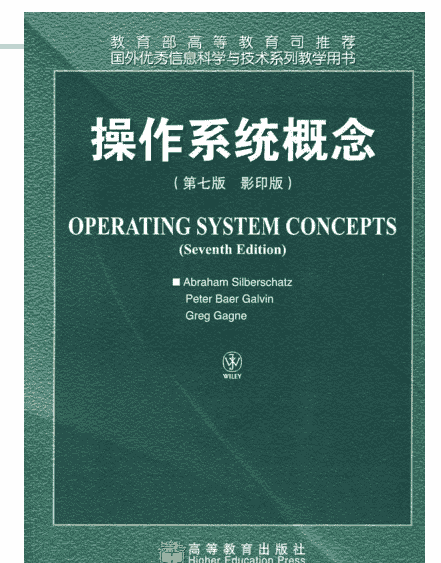 教育部高等教育司推荐
国外优秀信息科学与技术系列教学用书
操作系统概念
（第七版 影印版）
OPERATING SYSTEM CONCEPTS
(Seventh Edition)
■ Abraham Silberschatz
Peter Baer Galvin
Greg Gagne
WILEY
高等教育出版社
Higher Education Press